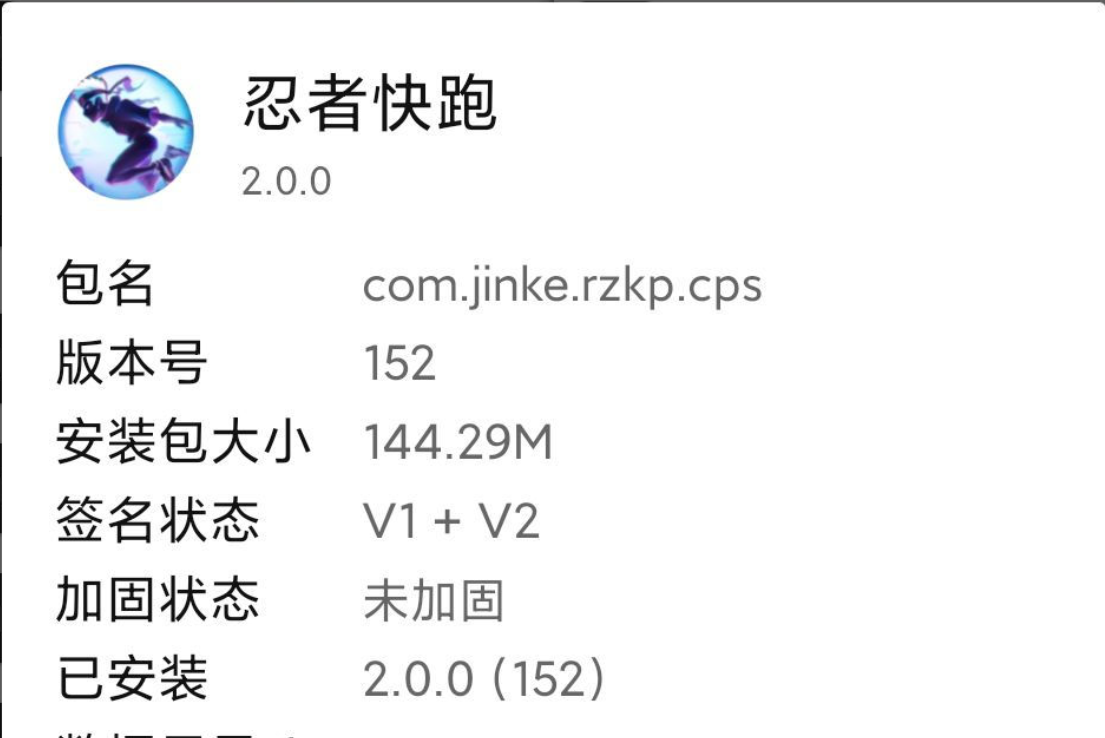 忍者快跑
2.0.0
包名 com.jinke.rzkp.cps
版本号 152
安装包大小 144.29M
签名状态 V1 + V2
加固状态 未加固
已安装 2.0.0 (152)